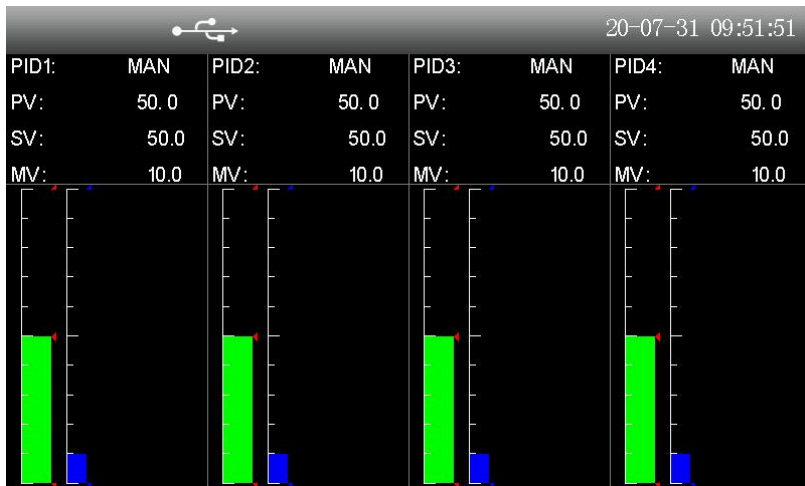 20-07-31 09:51:51
PID1: MAN PID2: MAN PID3: MAN PID4: MAN
PV: 50.0 PV: 50.0 PV: 50.0 PV: 50.0
SV: 50.0 SV: 50.0 SV: 50.0 SV: 50.0
MV: 10.0 MV: 10.0 MV: 10.0 MV: 10.0